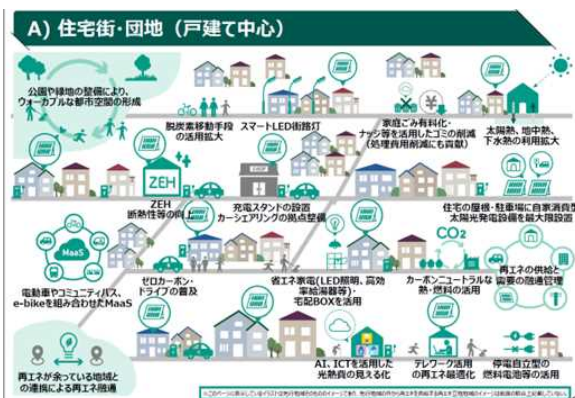 A) 住宅街・団地（戸建て中心）
公園や緑地の整備により、
ウォーカブルな都市空間の形成
脱炭素移動手段
の活用拡大
スマートLED街路灯
家庭ごみ有料化・
ナッジ等を活用したゴミの削減
（処理費用削減にも貢献）
太陽熱、地中熱、
下水熱の利用拡大
ZEH
ZEH
断熱性等の向上
充電スタンドの設置
カーシェアリングの拠点整備
住宅の屋根・駐車場に自家消費型
太陽光発電設備を最大限設置
MaaS
電動車やコミュニティバス、
e-bikeを組み合わせたMaaS
ゼロカーボン・
ドライブの普及
省エネ家電(LED照明、高効
率給湯器等)・
宅配BOXを活用
CO2
カーボンニュートラルな
熱・燃料の活用
再エネの供給と
需要の融通管理
再エネが余っている地域と
の連携による再エネ融通
AI、ICTを活用した
光熱費の見える化
テレワーク活用
の再エネ最適化
停電自立型の
燃料電池等の活用